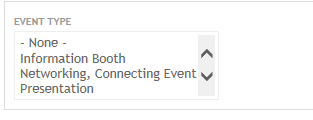 EVENT TYPE
- None -
Information Booth
Networking, Connecting Event
Presentation